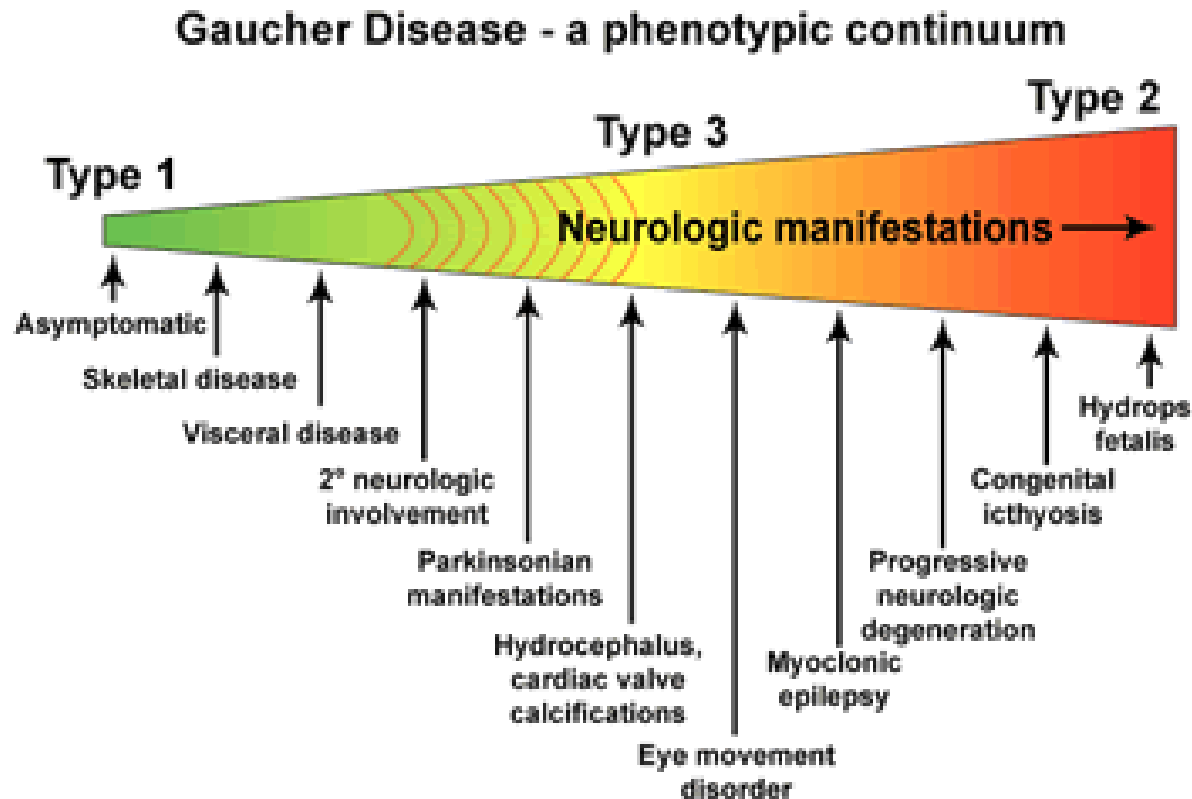 Gaucher Disease - a phenotypic continuum
Type 1
Type 3
Type 2
Neurologic manifestations
Asymptomatic
Skeletal disease
Visceral disease
2° neurologic
involvement
Parkinsonian
manifestations
Hydrocephalus,
cardiac valve
calcifications
Eye movement
disorder
Myoclonic
epilepsy
Progressive
neurologic
degeneration
Congenital
icthyosis
Hydrops
fetalis